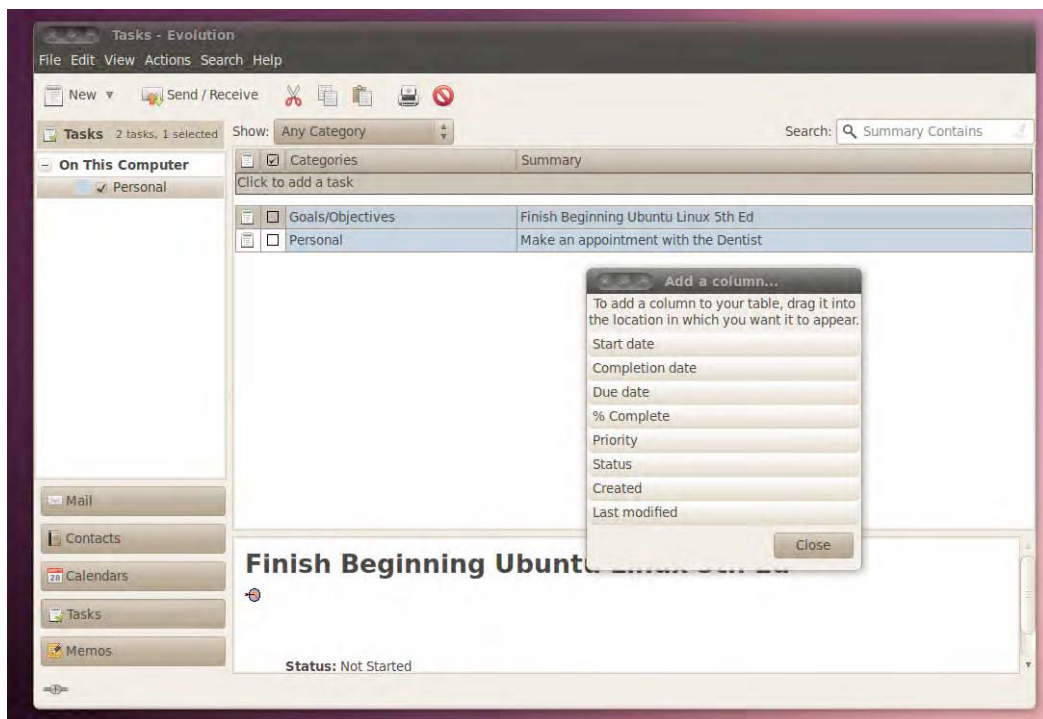 Tasks - Evolution
File Edit View Actions Search Help
New Send / Receive
Tasks 2 tasks, 1 selected
Show: Any Category
Search: Summary Contains
On This Computer
Personal
Categories Summary
Click to add a task
Goals/Objectives Finish Beginning Ubuntu Linux 5th Ed
Personal Make an appointment with the Dentist
Add a column...
To add a column to your table, drag it into
the location in which you want it to appear.
Start date
Completion date
Due date
% Complete
Priority
Status
Created
Last modified
Close
Mail
Contacts
28 Calendars
Tasks
Memos
Finish Beginning Ubuntu Linux 5th Ed
Status: Not Started